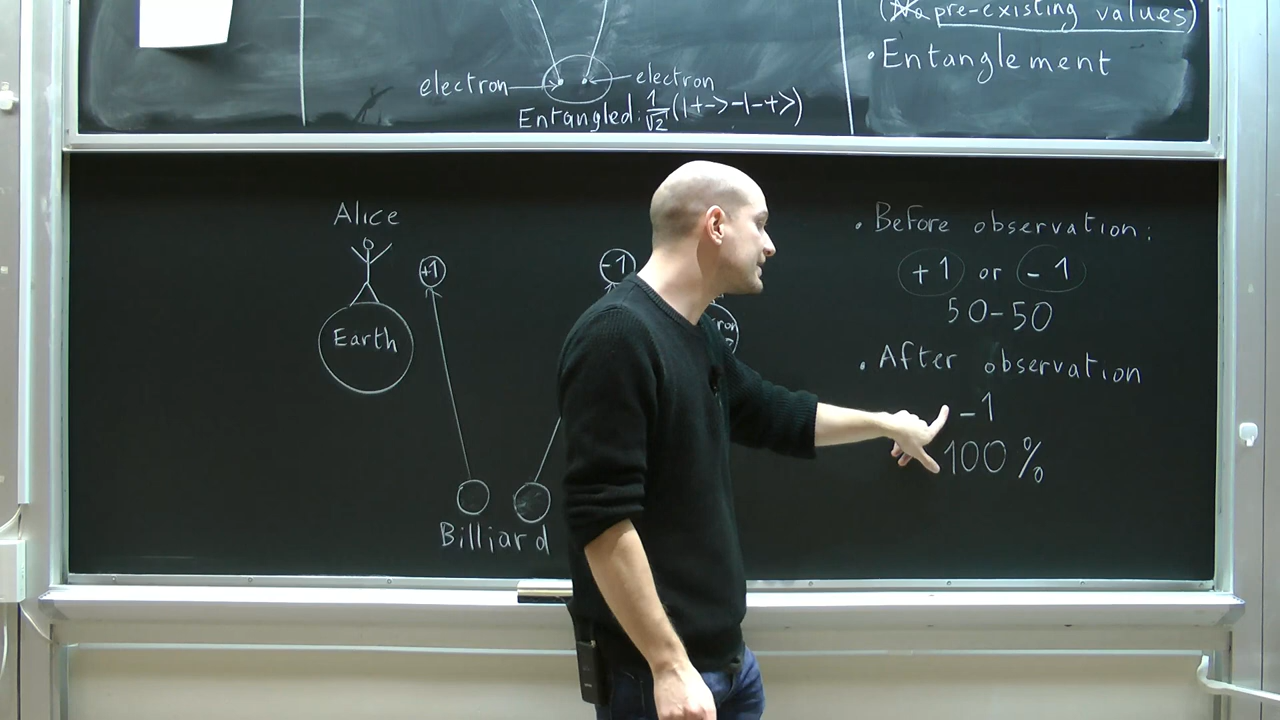 (No pre-existing values)
• Entanglement
electron
electron
Entangled: 1/√2 (|+-> - |-+>)
Alice
+1
-1
Earth
Billiard
• Before observation:
+1 or -1
50-50
• After observation
-1
100 %